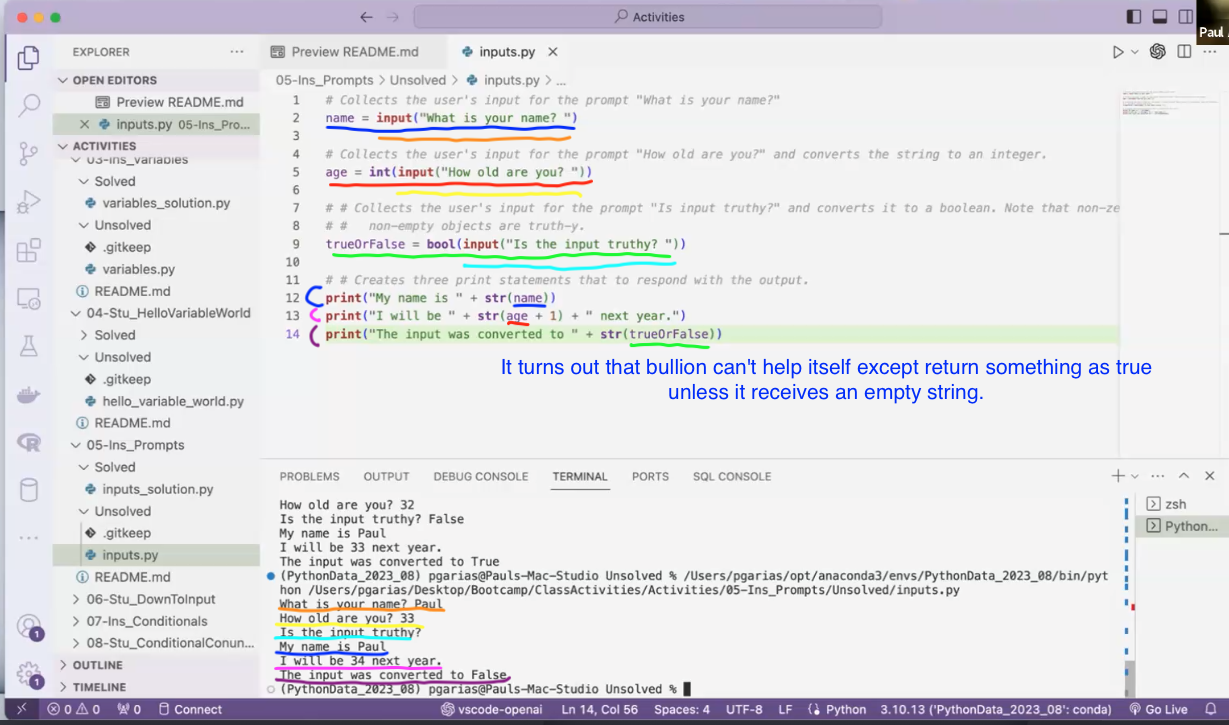 Activities
Paul
EXPLORER
OPEN EDITORS
Preview README.md
inputs.py 05-Ins_Pro...
ACTIVITIES
03-Ins_Variables
Solved
variables_solution.py
Unsolved
.gitkeep
variables.py
README.md
04-Stu_HelloVariableWorld
Solved
Unsolved
.gitkeep
hello_variable_world.py
README.md
05-Ins_Prompts
Solved
inputs_solution.py
Unsolved
.gitkeep
inputs.py
README.md
06-Stu_DownToInput
07-Ins_Conditionals
08-Stu_ConditionalConun...
OUTLINE
TIMELINE
Preview README.md
inputs.py
05-Ins_Prompts > Unsolved > inputs.py > ...
1 # Collects the user's input for the prompt "What is your name?"
2 name = input("What is your name? ")
3
4 # Collects the user's input for the prompt "How old are you?" and converts the string to an integer.
5 age = int(input("How old are you? "))
6
7 # # Collects the user's input for the prompt "Is input truthy?" and converts it to a boolean. Note that non-ze
8 # # non-empty objects are truth-y.
9 trueOrFalse = bool(input("Is the input truthy? "))
10
11 # # Creates three print statements that to respond with the output.
12 print("My name is " + str(name))
13 print("I will be " + str(age + 1) + " next year.")
14 print("The input was converted to " + str(trueOrFalse))
It turns out that bullion can't help itself except return something as true
unless it receives an empty string.
PROBLEMS OUTPUT DEBUG CONSOLE TERMINAL PORTS SQL CONSOLE
How old are you? 32
Is the input truthy? False
My name is Paul
I will be 33 next year.
The input was converted to True
(PythonData_2023_08) pgarias@Pauls-Mac-Studio Unsolved % /Users/pgarias/opt/anaconda3/envs/PythonData_2023_08/bin/pyt
hon /Users/pgarias/Desktop/Bootcamp/ClassActivities/Activities/05-Ins_Prompts/Unsolved/inputs.py
What is your name? Paul
How old are you? 33
Is the input truthy?
My name is Paul
I will be 34 next year.
The input was converted to False
(PythonData_2023_08) pgarias@Pauls-Mac-Studio Unsolved %
zsh
Python...
1
1
0 0 0 Connect
vscode-openai Ln 14, Col 56 Spaces: 4 UTF-8 LF Python 3.10.13 ('PythonData_2023_08': conda) Go Live